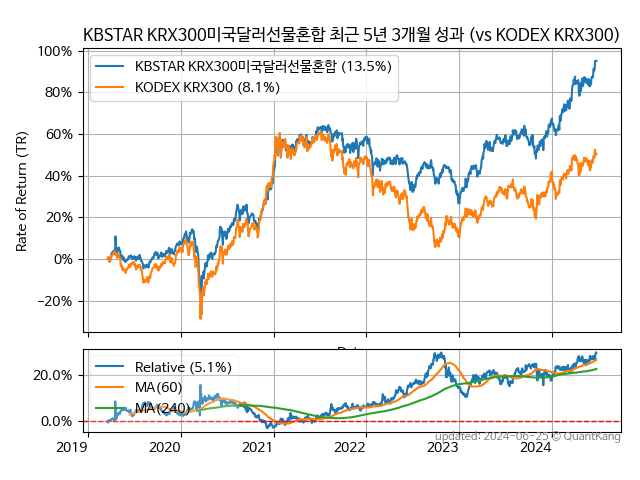 KBSTAR KRX300미국달러선물혼합 최근 5년 3개월 성과 (vs KODEX KRX300)
Rate of Return (TR)
100%
80%
60%
40%
20%
0%
−20%
KBSTAR KRX300미국달러선물혼합 (13.5%)
KODEX KRX300 (8.1%)
20.0%
0.0%
Relative (5.1%)
MA(60)
MA(240)
2019 2020 2021 2022 2023 2024
updated: 2024-06-25 © QuantKang